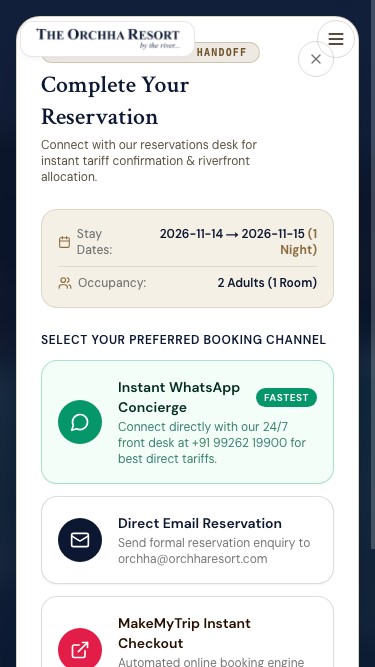 THE ORCHHA RESORT
by the river...
HANDOFF
Complete Your
Reservation
Connect with our reservations desk for
instant tariff confirmation & riverfront
allocation.
Stay Dates: 2026-11-14 → 2026-11-15 (1 Night)
Occupancy: 2 Adults (1 Room)
SELECT YOUR PREFERRED BOOKING CHANNEL
Instant WhatsApp
Concierge
FASTEST
Connect directly with our 24/7
front desk at +91 99262 19900 for
best direct tariffs.
Direct Email Reservation
Send formal reservation enquiry to
orchha@orchharesort.com
MakeMyTrip Instant
Checkout
Automated online booking engine